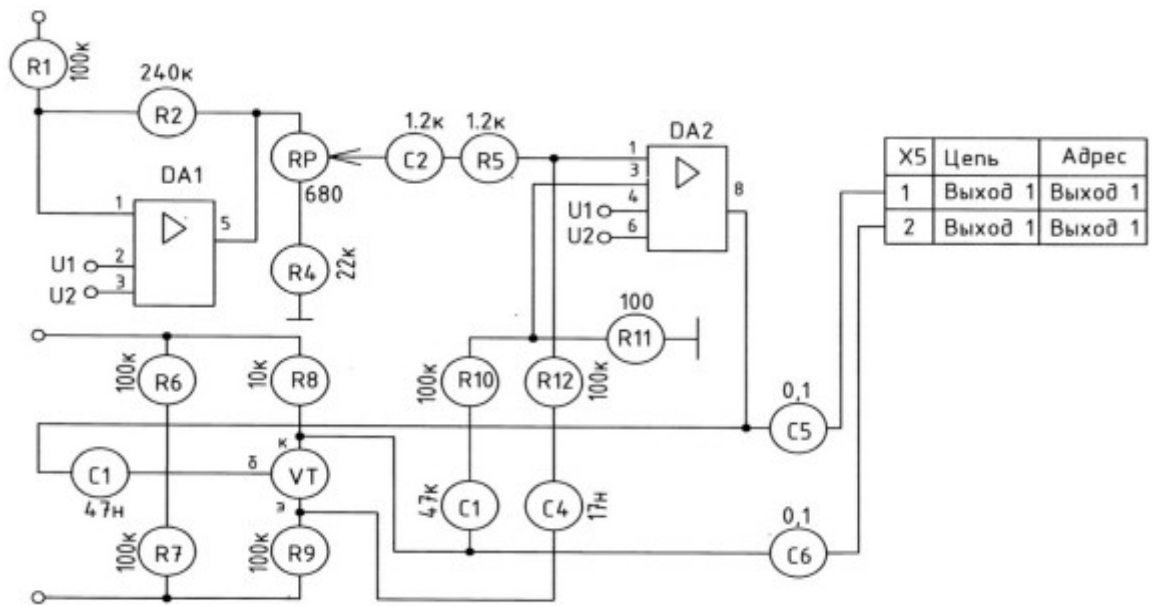 R1
100к
240к
R2
DA1
1
5
U1
2
U2
3
RP
680
R4
22к
1.2к
C2
1.2к
R5
DA2
1
3
8
U1
4
U2
6
X5 Цепь Адрес
1 Выход 1 Выход 1
2 Выход 1 Выход 1
100
R11
100к
R6
10к
R8
100к
R10
R12
100к
0,1
C5
к
б
VT
э
C1
47н
47к
C1
C4
17н
0,1
C6
100к
R7
100к
R9